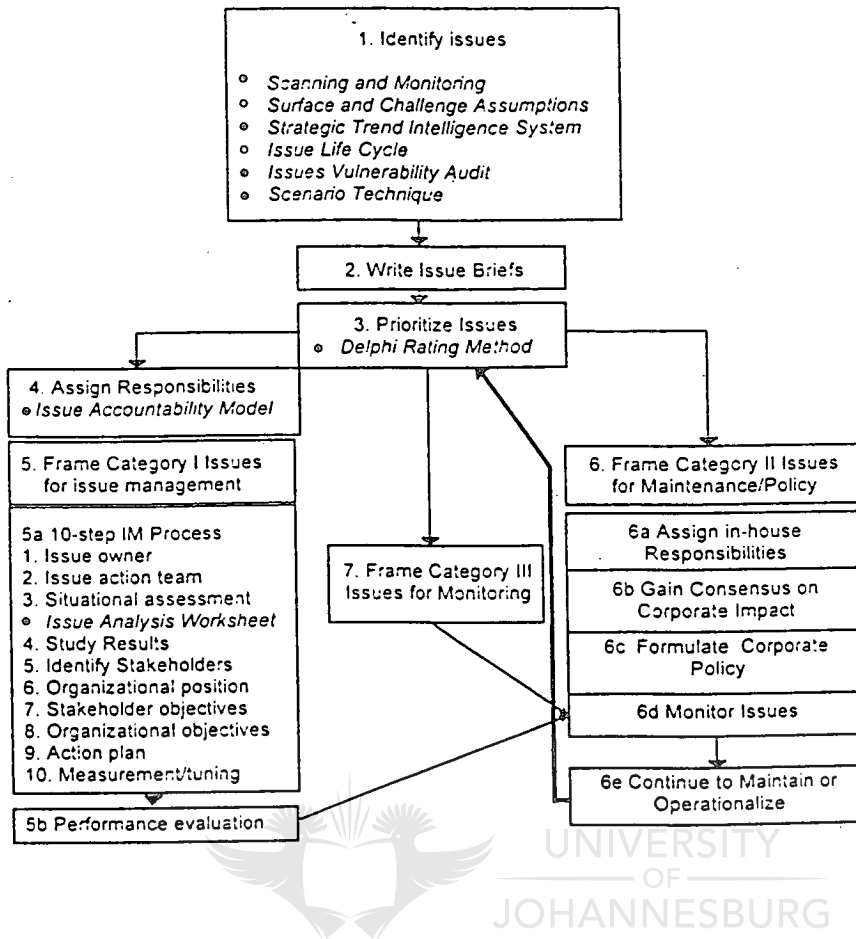 1. Identify issues
Scanning and Monitoring
Surface and Challenge Assumptions
Strategic Trend Intelligence System
Issue Life Cycle
Issues Vulnerability Audit
Scenario Technique
2. Write Issue Briefs
3. Prioritize Issues
Delphi Rating Method
4. Assign Responsibilities
Issue Accountability Model
5. Frame Category I Issues
for issue management
5a 10-step IM Process
1. Issue owner
2. Issue action team
3. Situational assessment
Issue Analysis Worksheet
4. Study Results
5. Identify Stakeholders
6. Organizational position
7. Stakeholder objectives
8. Organizational objectives
9. Action plan
10. Measurement/tuning
5b Performance evaluation
7. Frame Category III
Issues for Monitoring
6. Frame Category II Issues
for Maintenance/Policy
6a Assign in-house
Responsibilities
6b Gain Consensus on
Corporate Impact
6c Formulate Corporate
Policy
6d Monitor Issues
6e Continue to Maintain or
Operationalize
UNIVERSITY
OF
JOHANNESBURG